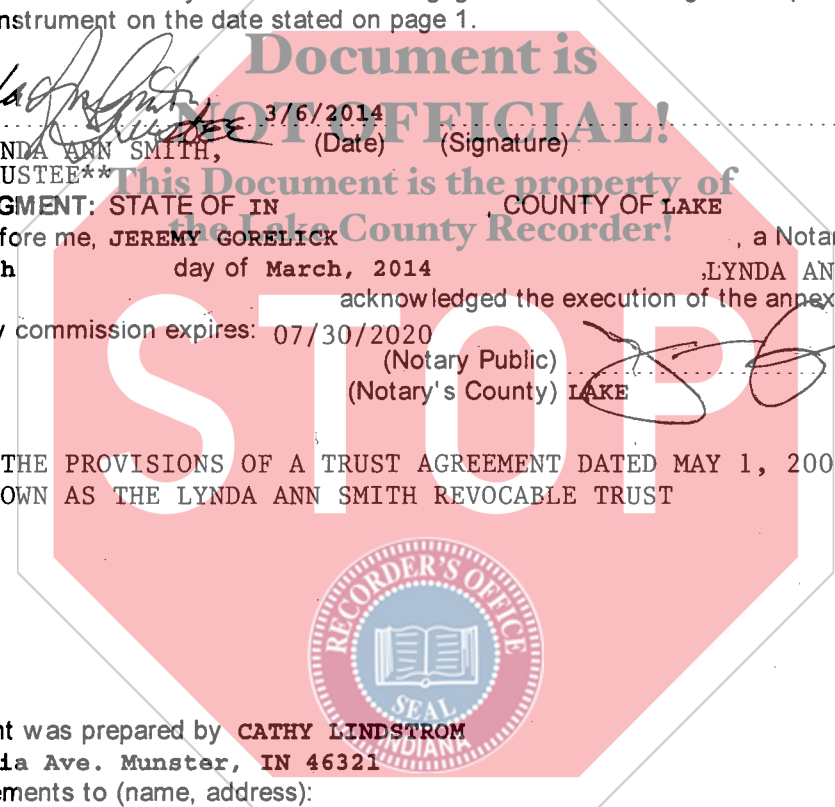 nstrument on the date stated on page 1.
Document is
NOT OFFICIAL!
This Document is the property of
the Lake County Recorder!
STOP
3/6/2014
Trustee
NDA ANN SMITH, (Date) (Signature)
USTEE**
GMENT: STATE OF IN , COUNTY OF LAKE
fore me, JEREMY GORELICK , a Notar
h day of March, 2014 ,LYNDA AN
acknowledged the execution of the annex
y commission expires: 07/30/2020
(Notary Public)
(Notary's County) LAKE
THE PROVISIONS OF A TRUST AGREEMENT DATED MAY 1, 200
OWN AS THE LYNDA ANN SMITH REVOCABLE TRUST
RECORDER'S OFFICE
SEAL
INDIANA
nt was prepared by CATHY LINDSTROM
ia Ave. Munster, IN 46321
ements to (name, address):